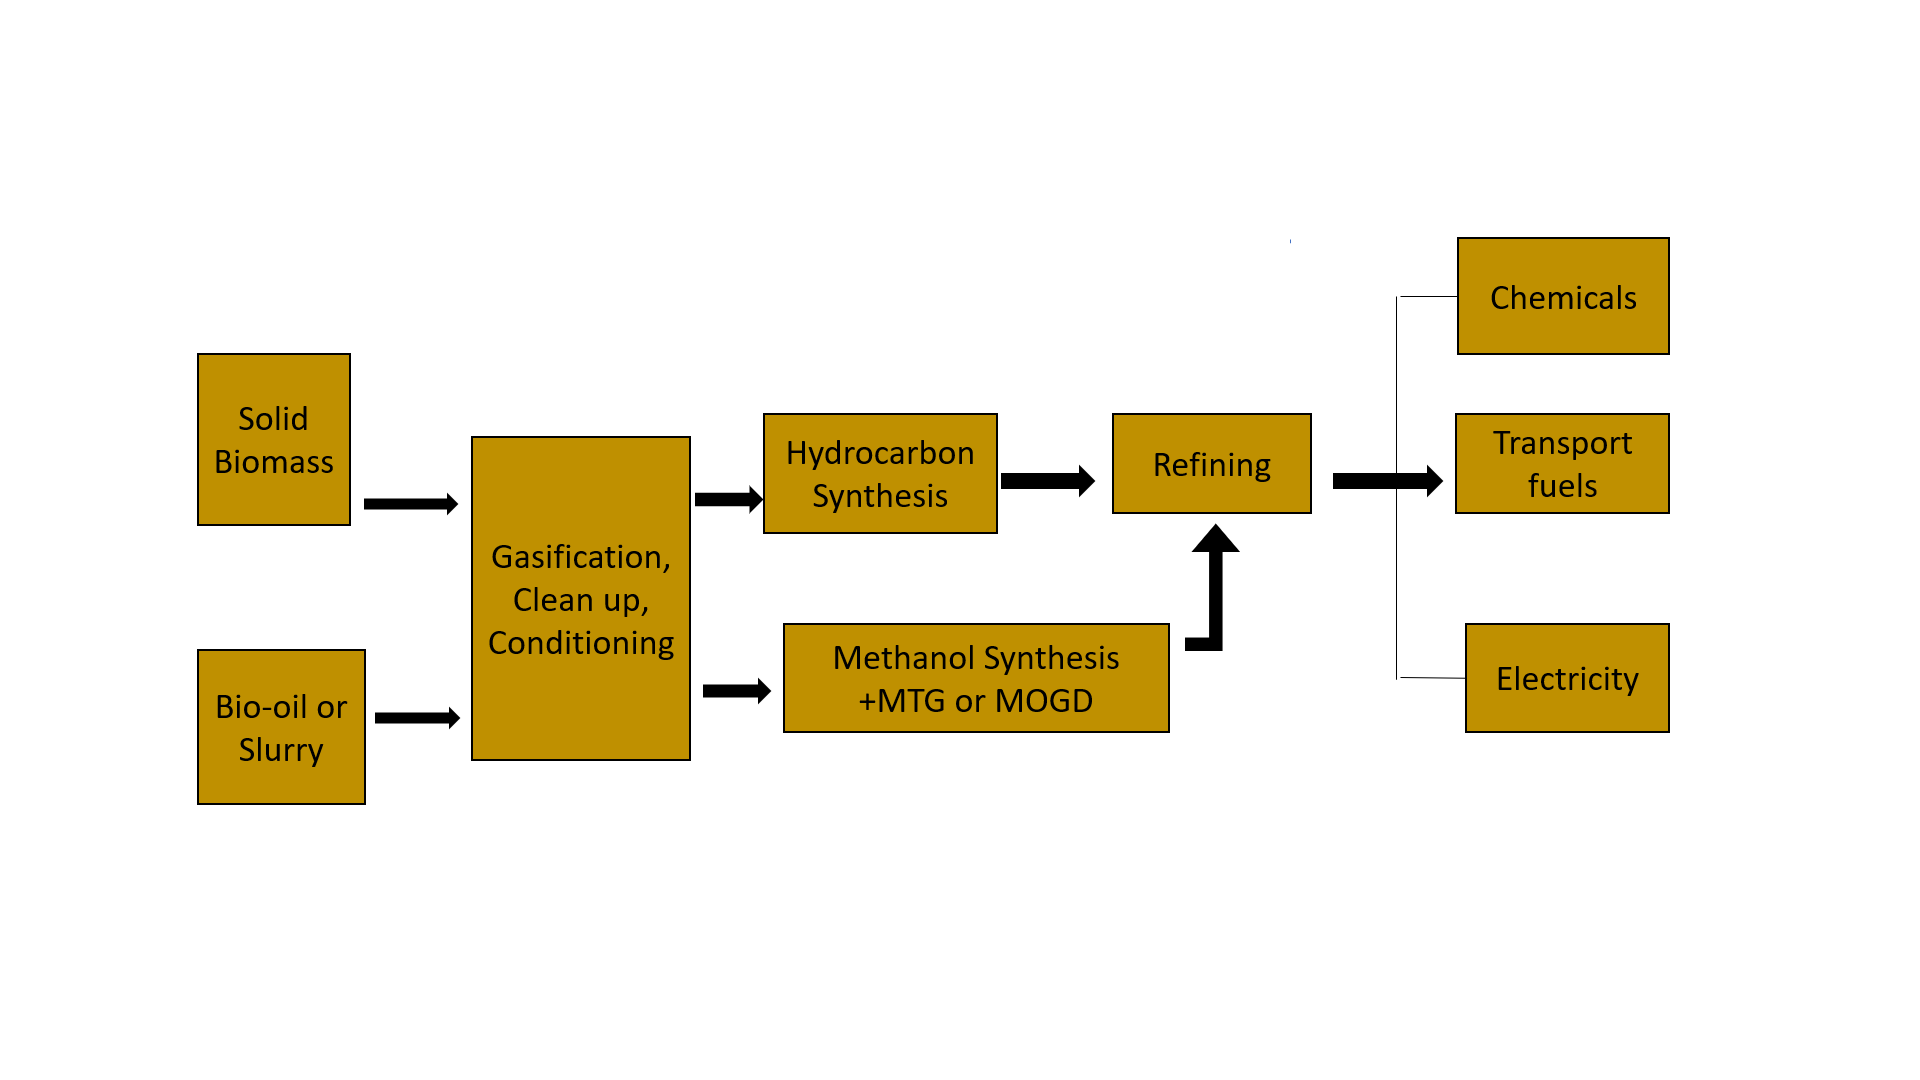 Solid
Biomass
Bio-oil or
Slurry
Gasification,
Clean up,
Conditioning
Hydrocarbon
Synthesis
Methanol Synthesis
+MTG or MOGD
Refining
Chemicals
Transport
fuels
Electricity